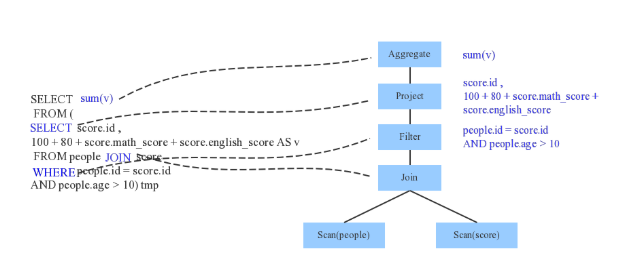 SELECT sum(v)
FROM (
SELECT score.id ,
100 + 80 + score.math_score + score.english_score AS v
FROM people JOIN score
WHERE people.id = score.id
AND people.age > 10) tmp
Aggregate
sum(v)
Project
score.id ,
100 + 80 + score.math_score +
score.english_score
Filter
people.id = score.id
AND people.age > 10
Join
Scan(people)
Scan(score)